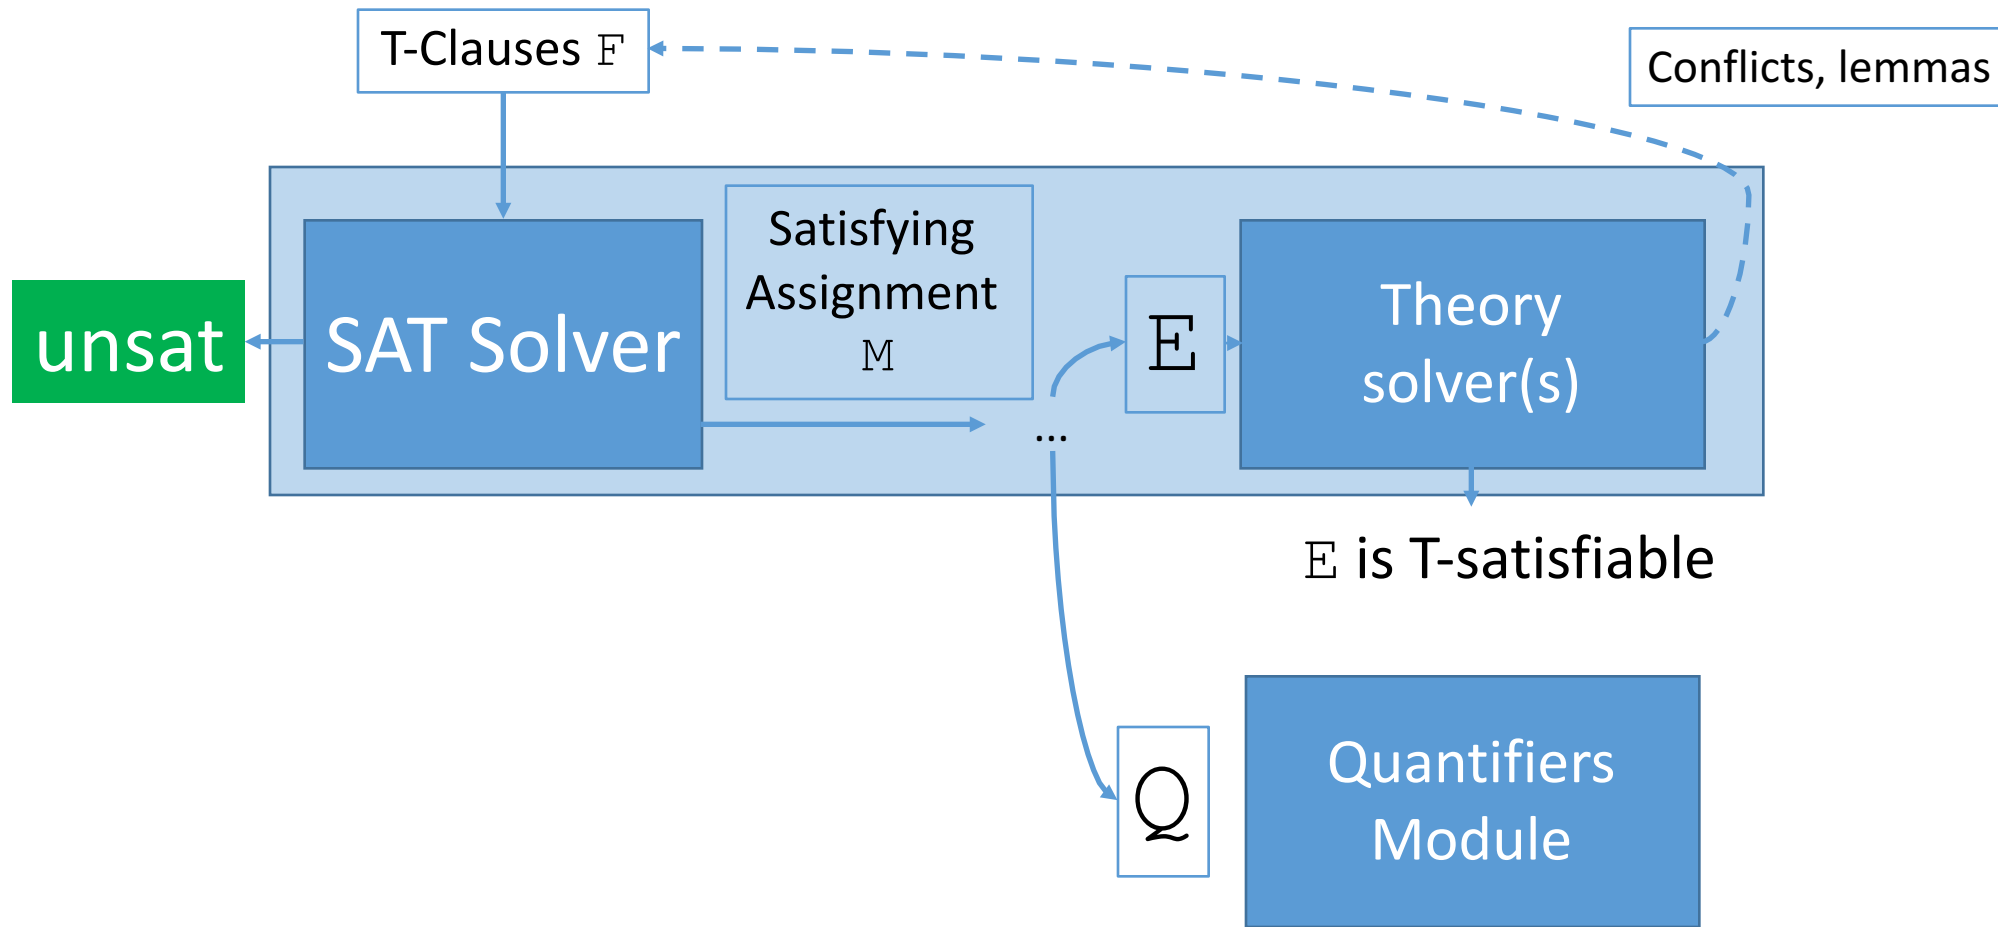 T-Clauses F
Conflicts, lemmas
unsat
SAT Solver
Satisfying
Assignment
M
...
E
Theory
solver(s)
E is T-satisfiable
Q
Quantifiers
Module